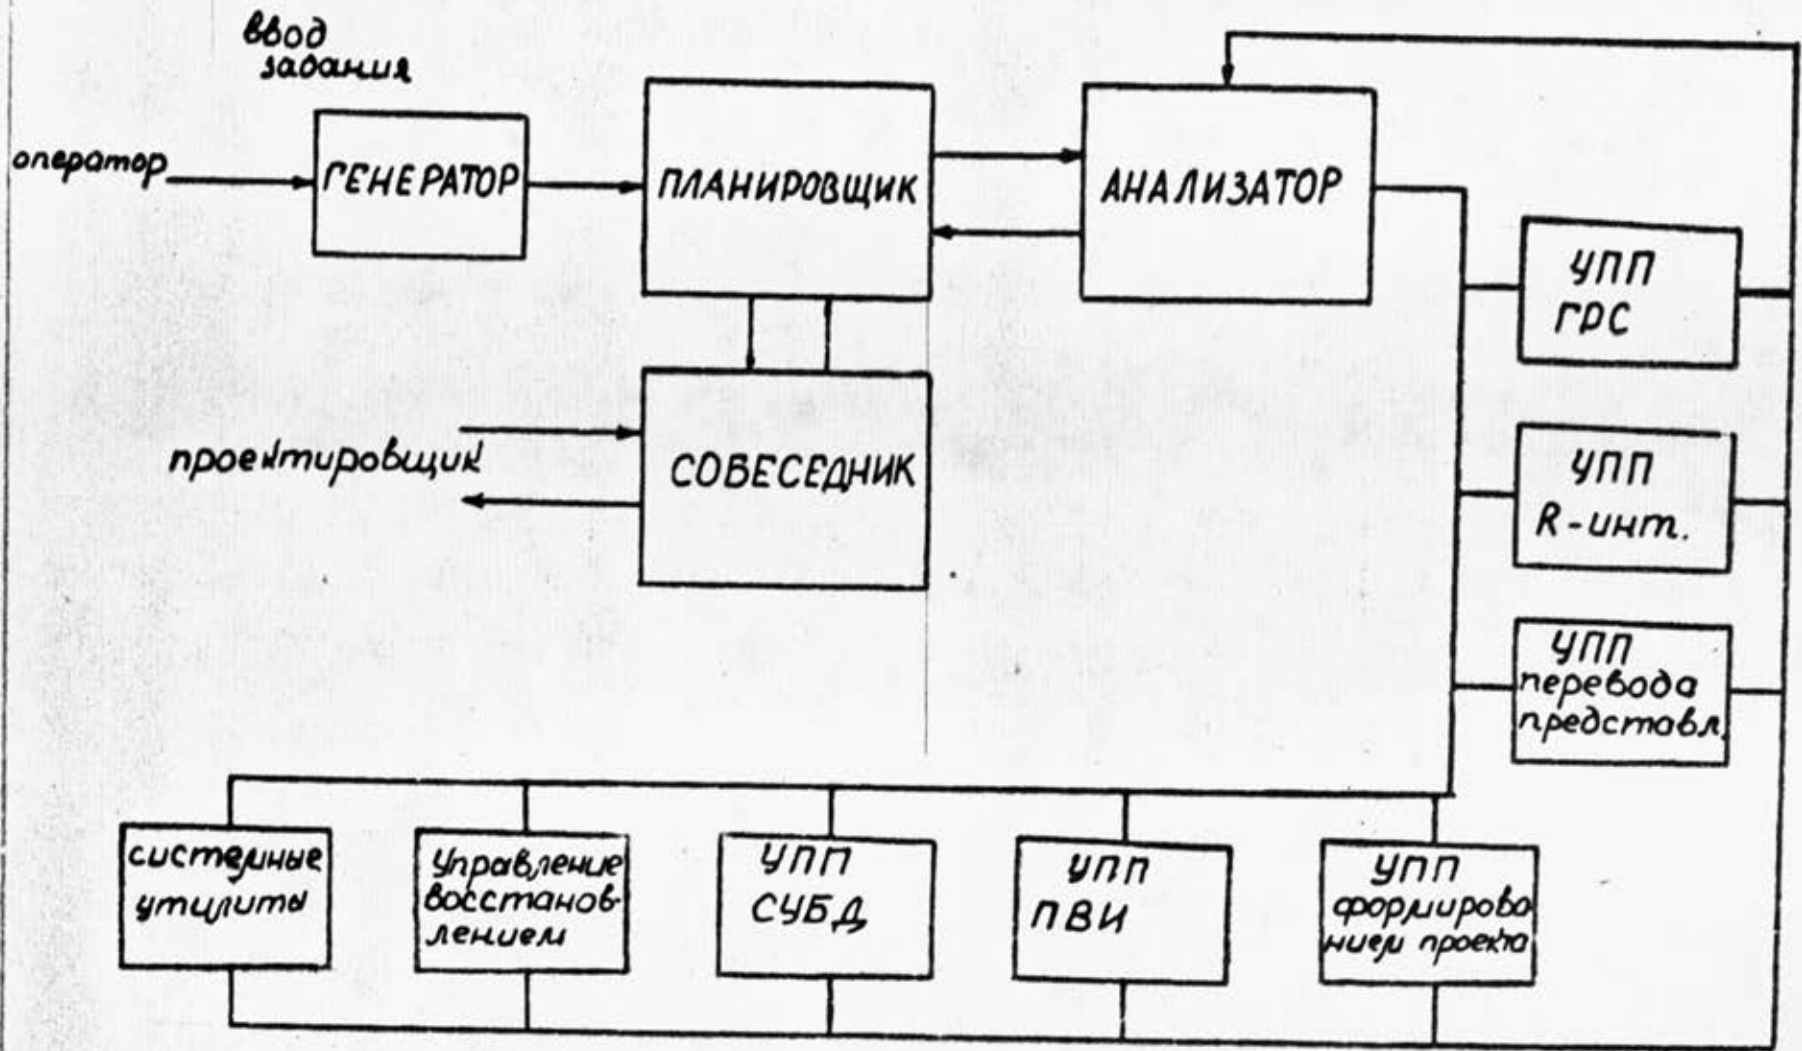 ввод
задания
оператор
ГЕНЕРАТОР
ПЛАНИРОВЩИК
АНАЛИЗАТОР
УПП
ГРС
проектировщик
СОВЕСЕДНИК
УПП
R-инт.
УПП
перевода
представл.
системные
утилиты
Управление
восстанов-
лением
УПП
СУБД
УПП
ПВИ
УПП
формирова
нием проекта